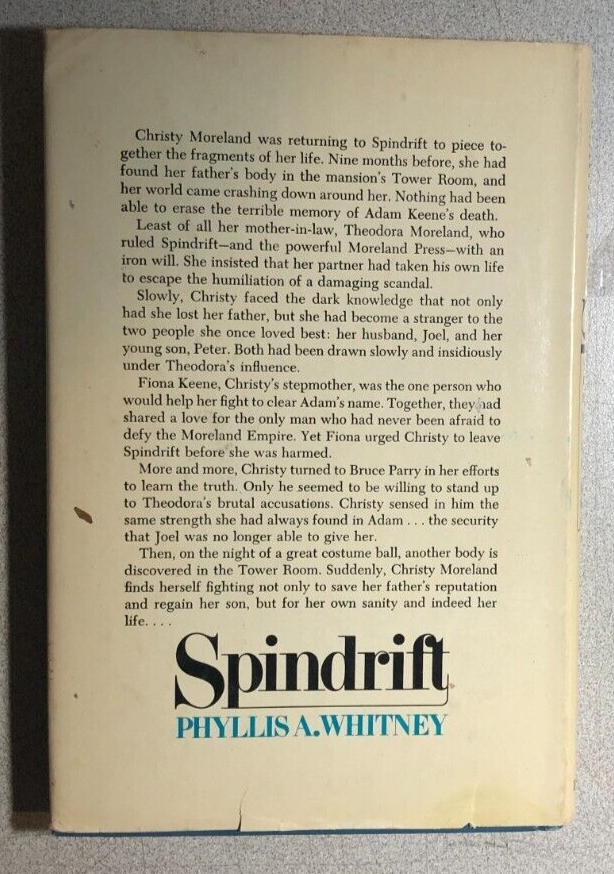 Christy Moreland was returning to Spindrift to piece to-
gether the fragments of her life. Nine months before, she had
found her father's body in the mansion's Tower Room, and
her world came crashing down around her. Nothing had been
able to erase the terrible memory of Adam Keene's death.
Least of all her mother-in-law, Theodora Moreland, who
ruled Spindrift—and the powerful Moreland Press—with an
iron will. She insisted that her partner had taken his own life
to escape the humiliation of a damaging scandal.
Slowly, Christy faced the dark knowledge that not only
had she lost her father, but she had become a stranger to the
two people she once loved best: her husband, Joel, and her
young son, Peter. Both had been drawn slowly and insidiously
under Theodora's influence.
Fiona Keene, Christy's stepmother, was the one person who
would help her fight to clear Adam's name. Together, they had
shared a love for the only man who had never been afraid to
defy the Moreland Empire. Yet Fiona urged Christy to leave
Spindrift before she was harmed.
More and more, Christy turned to Bruce Parry in her efforts
to learn the truth. Only he seemed to be willing to stand up
to Theodora's brutal accusations. Christy sensed in him the
same strength she had always found in Adam . . . the security
that Joel was no longer able to give her.
Then, on the night of a great costume ball, another body is
discovered in the Tower Room. Suddenly, Christy Moreland
finds herself fighting not only to save her father's reputation
and regain her son, but for her own sanity and indeed her
life. . . .
Spindrift
PHYLLIS A. WHITNEY